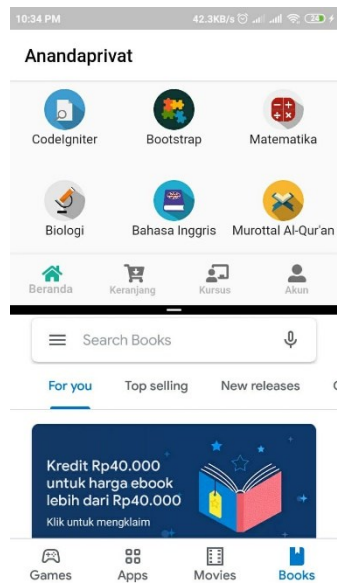 10:34 PM 42.3KB/s
Anandaprivat
CodeIgniter Bootstrap Matematika
Biologi Bahasa Inggris Murottal Al-Qur'an
Beranda Keranjang Kursus Akun
Search Books
For you Top selling New releases
Kredit Rp40.000
untuk harga ebook
lebih dari Rp40.000
Klik untuk mengklaim
Games Apps Movies Books